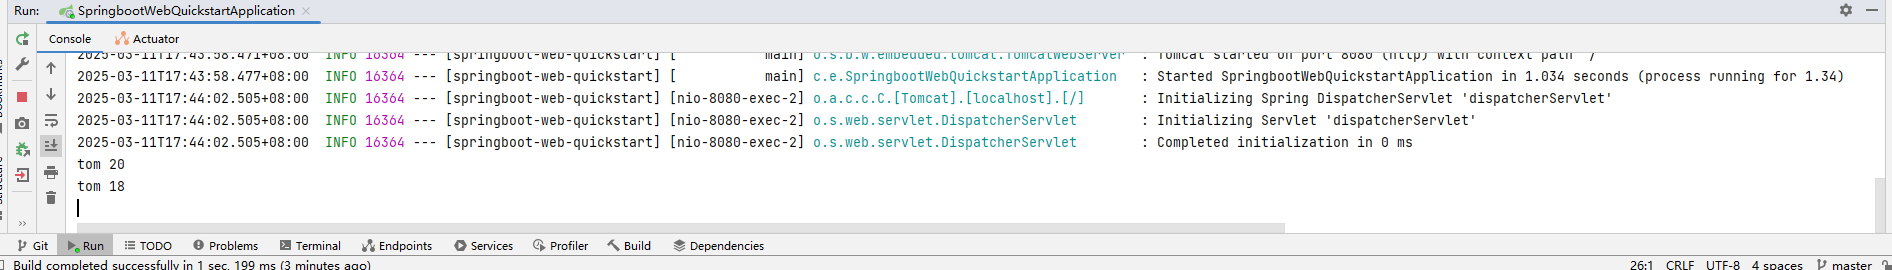 Run: SpringbootWebQuickstartApplication ×
Console Actuator
2025-03-11T17:43:58.471+08:00 INFO 16364 --- [springboot-web-quickstart] [ main] o.s.b.w.embedded.tomcat.TomcatWebServer : Tomcat started on port 8080 (http) with context path '/'
2025-03-11T17:43:58.477+08:00 INFO 16364 --- [springboot-web-quickstart] [ main] c.e.SpringbootWebQuickstartApplication : Started SpringbootWebQuickstartApplication in 1.034 seconds (process running for 1.34)
2025-03-11T17:44:02.505+08:00 INFO 16364 --- [springboot-web-quickstart] [nio-8080-exec-2] o.a.c.c.C.[Tomcat].[localhost].[/] : Initializing Spring DispatcherServlet 'dispatcherServlet'
2025-03-11T17:44:02.505+08:00 INFO 16364 --- [springboot-web-quickstart] [nio-8080-exec-2] o.s.web.servlet.DispatcherServlet : Initializing Servlet 'dispatcherServlet'
2025-03-11T17:44:02.505+08:00 INFO 16364 --- [springboot-web-quickstart] [nio-8080-exec-2] o.s.web.servlet.DispatcherServlet : Completed initialization in 0 ms
tom 20
tom 18
Git Run TODO Problems Terminal Endpoints Services Profiler Build Dependencies
Build completed successfully in 1 sec, 199 ms (3 minutes ago) 26:1 CRLF UTF-8 4 spaces master